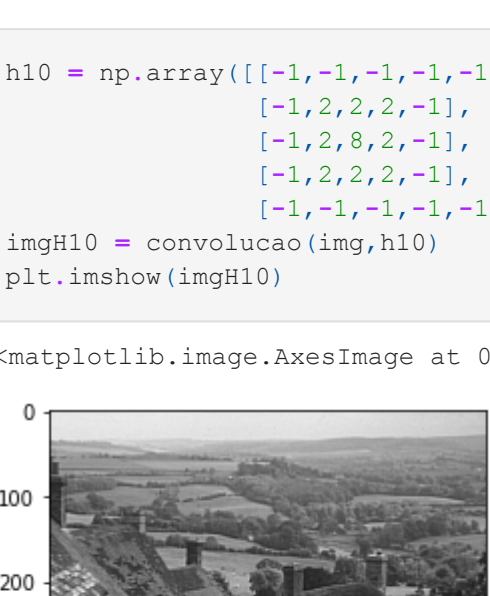 h10 = np.array([[-1,-1,-1,-1,-1
[-1,2,2,2,-1],
[-1,2,8,2,-1],
[-1,2,2,2,-1],
[-1,-1,-1,-1,-1
imgH10 = convolucao(img,h10)
plt.imshow(imgH10)
<matplotlib.image.AxesImage at 0
0
100
200